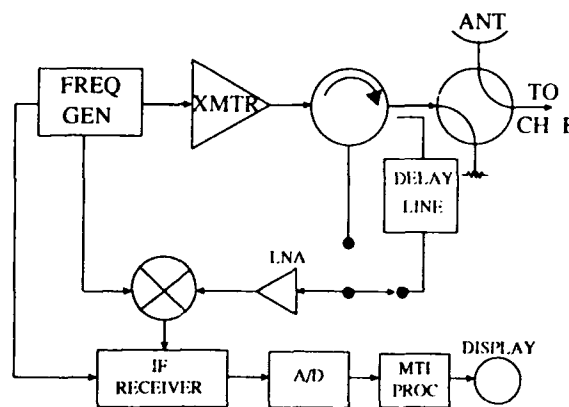 ANT
FREQ
GEN
XMTR
TO
CH B
DELAY
LINE
LNA
IF
RECEIVER
A/D
MTI
PROC
DISPLAY